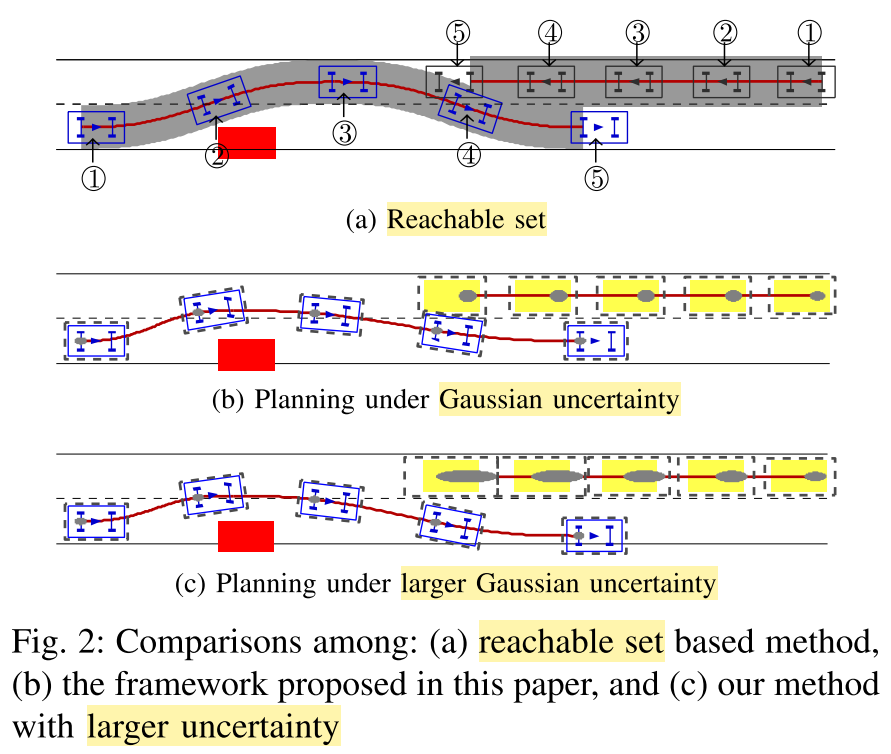 ⑤ ④ ③ ② ①
① ② ③ ④ ⑤
(a) Reachable set
(b) Planning under Gaussian uncertainty
(c) Planning under larger Gaussian uncertainty
Fig. 2: Comparisons among: (a) reachable set based method,
(b) the framework proposed in this paper, and (c) our method
with larger uncertainty